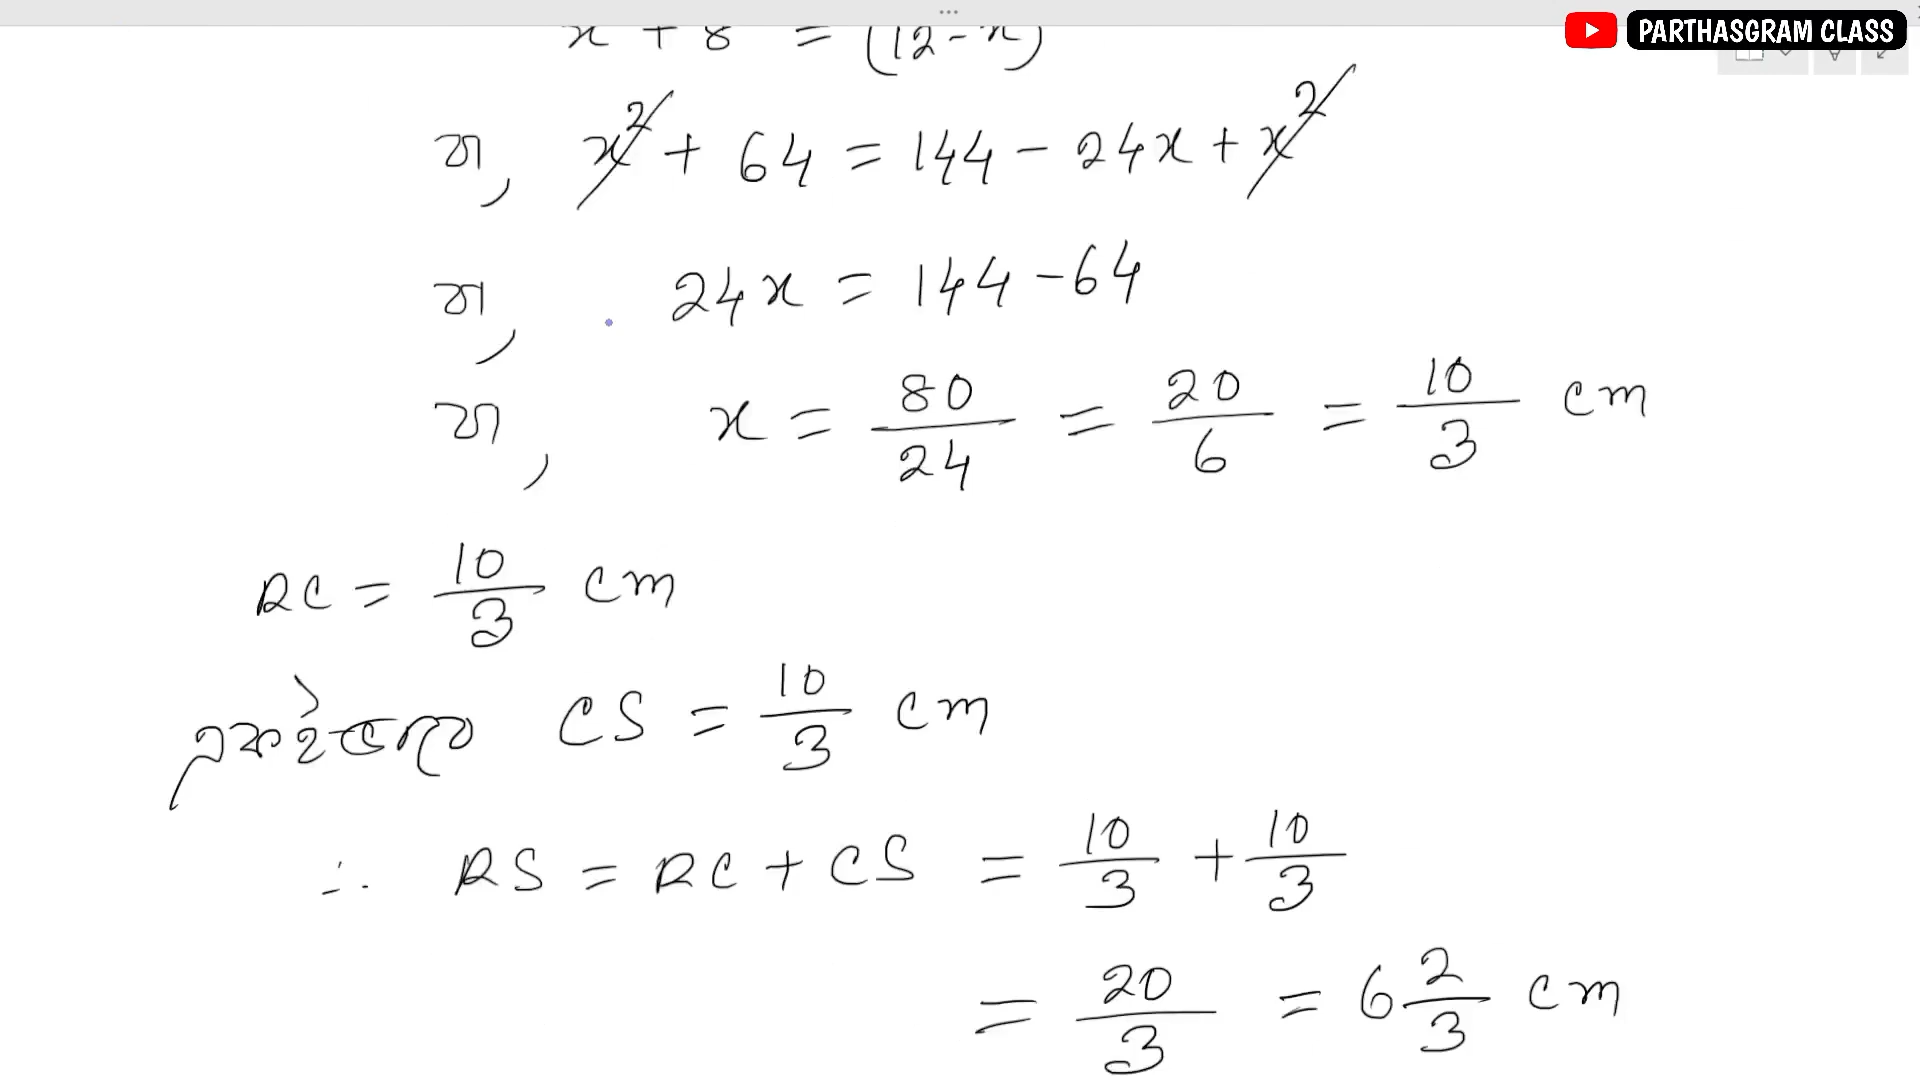 PARTHASGRAM CLASS
x + 8 = (12 - x)
বা, x² + 64 = 144 - 24x + x²
বা, 24x = 144 - 64
বা, x = 80/24 = 20/6 = 10/3 cm
RC = 10/3 cm
একইভাবে CS = 10/3 cm
∴ RS = RC + CS = 10/3 + 10/3
= 20/3 = 6 2/3 cm